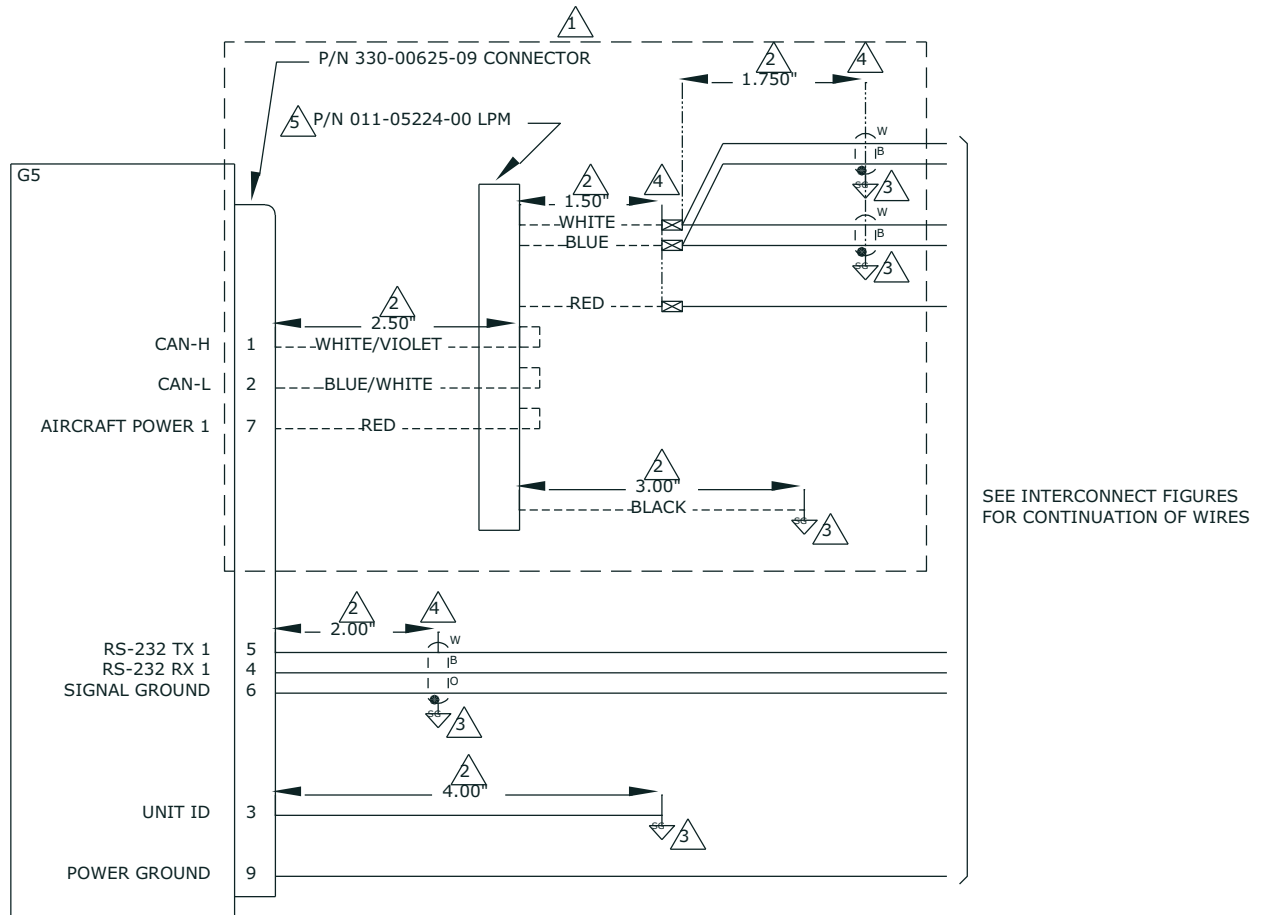 1
P/N 330-00625-09 CONNECTOR
2
4
1.750"
5
P/N 011-05224-00 LPM
W
B
G5
SG
3
2
4
1.50"
WHITE
W
BLUE
B
SG
3
RED
2
2.50"
CAN-H
1
WHITE/VIOLET
CAN-L
2
BLUE/WHITE
AIRCRAFT POWER 1
7
RED
2
3.00"
BLACK
SG
3
SEE INTERCONNECT FIGURES
FOR CONTINUATION OF WIRES
2
4
2.00"
RS-232 TX 1
5
W
RS-232 RX 1
4
B
SIGNAL GROUND
6
O
SG
3
2
4.00"
UNIT ID
3
SG
3
POWER GROUND
9